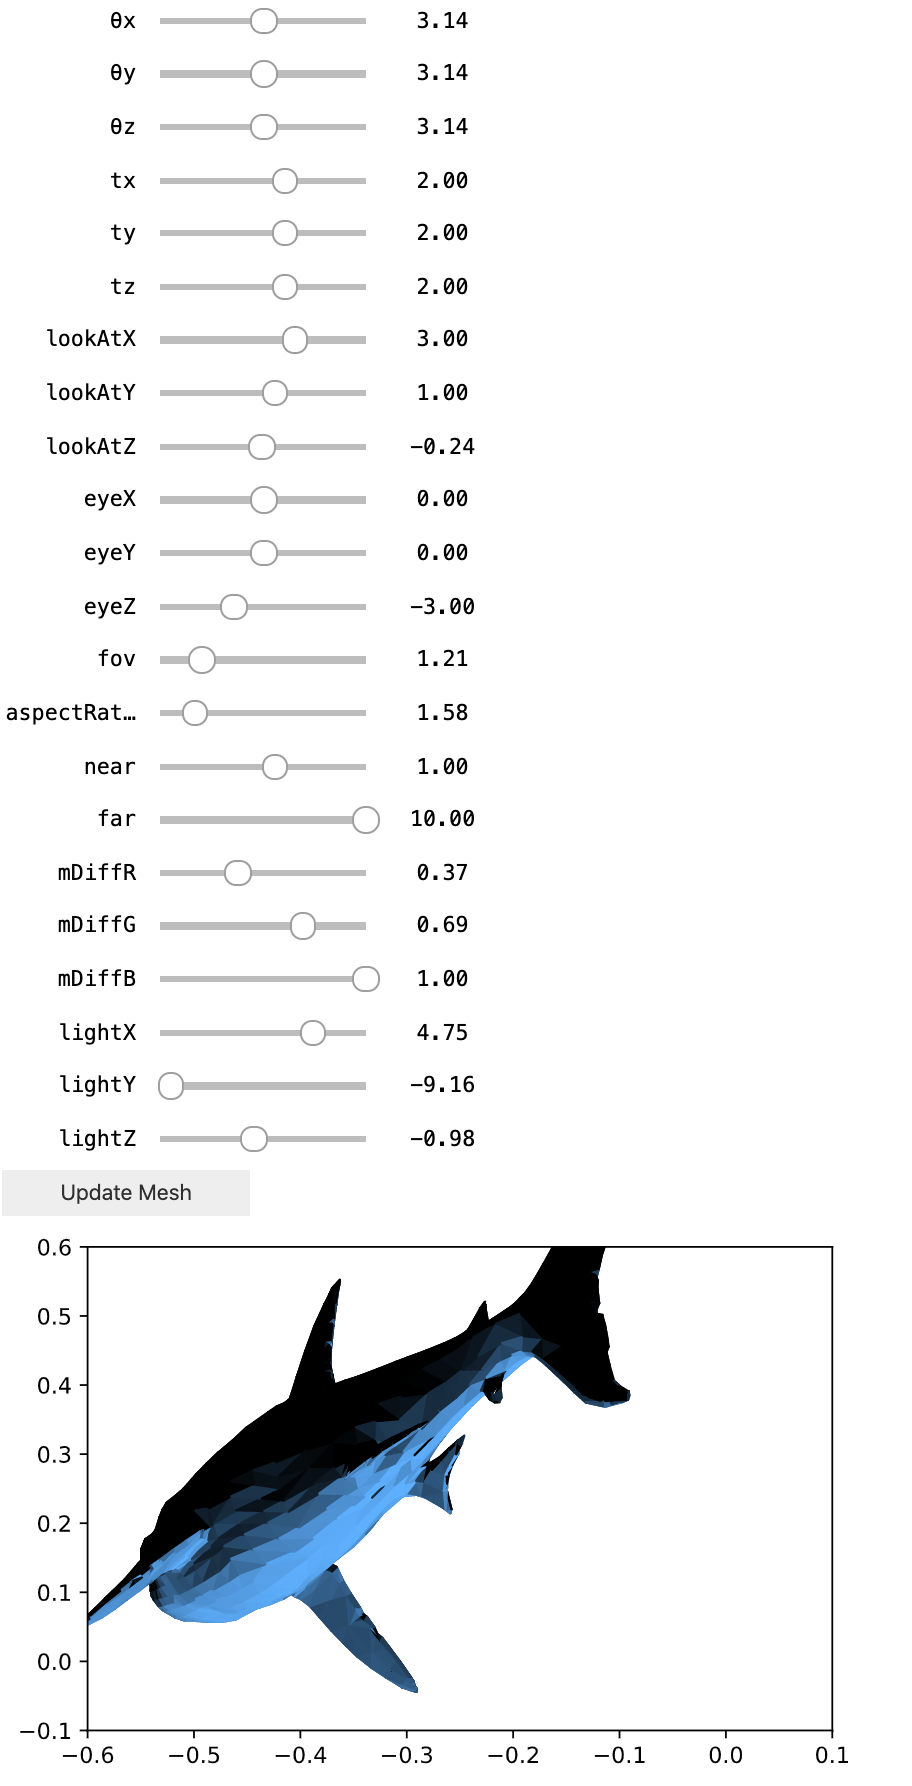 θx 3.14
θy 3.14
θz 3.14
tx 2.00
ty 2.00
tz 2.00
lookAtX 3.00
lookAtY 1.00
lookAtZ −0.24
eyeX 0.00
eyeY 0.00
eyeZ −3.00
fov 1.21
aspectRat… 1.58
near 1.00
far 10.00
mDiffR 0.37
mDiffG 0.69
mDiffB 1.00
lightX 4.75
lightY −9.16
lightZ −0.98
Update Mesh
0.6
0.5
0.4
0.3
0.2
0.1
0.0
−0.1
−0.6 −0.5 −0.4 −0.3 −0.2 −0.1 0.0 0.1